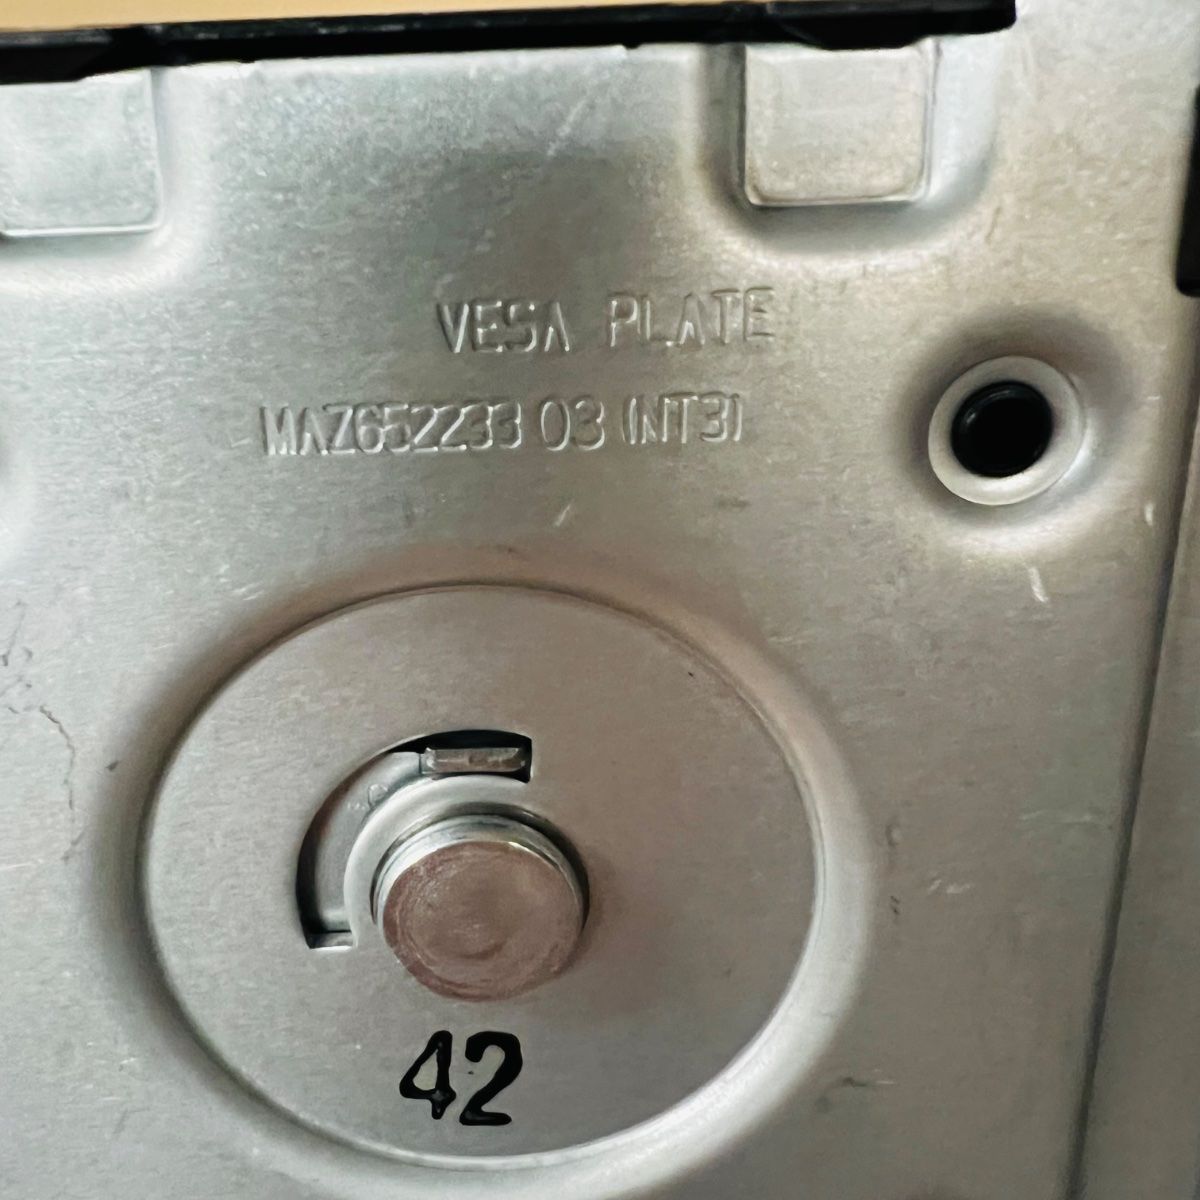 VESA PLATE
MAZ652233 03 (NT3)
42